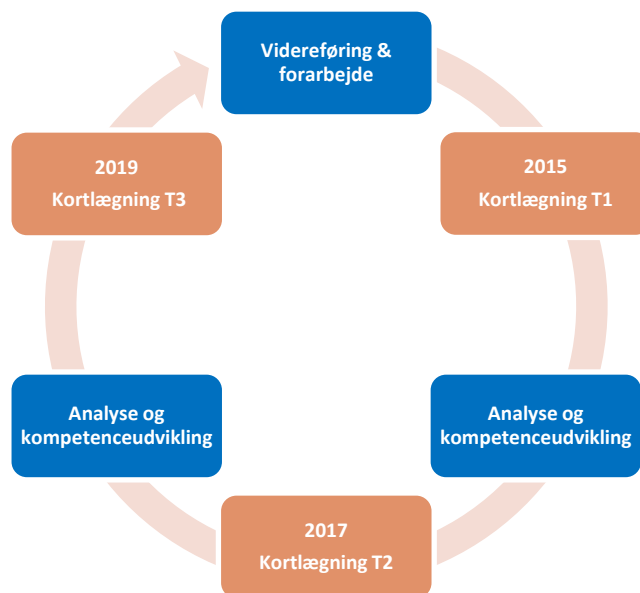 Videreføring &
forarbejde
2015
Kortlægning T1
Analyse og
kompetenceudvikling
2017
Kortlægning T2
Analyse og
kompetenceudvikling
2019
Kortlægning T3